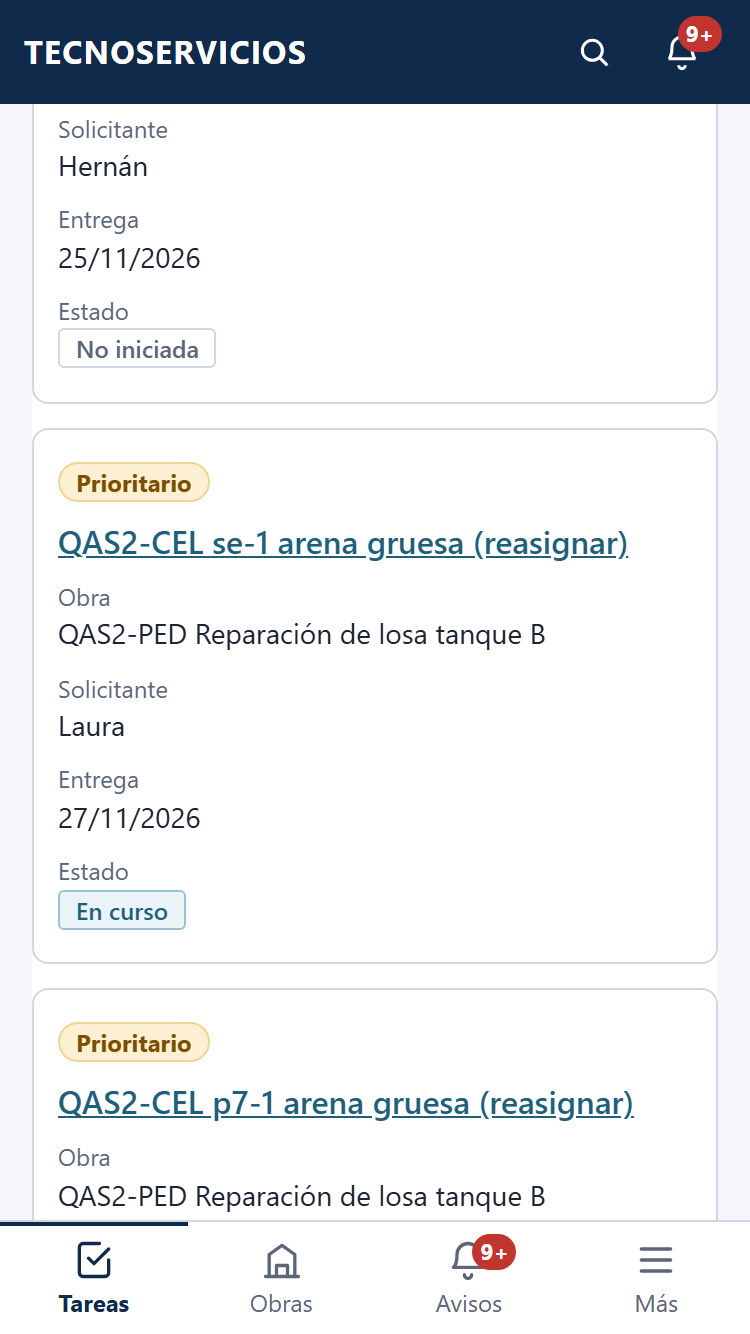 TECNOSERVICIOS
9+
Solicitante
Hernán
Entrega
25/11/2026
Estado
No iniciada
Prioritario
QAS2-CEL se-1 arena gruesa (reasignar)
Obra
QAS2-PED Reparación de losa tanque B
Solicitante
Laura
Entrega
27/11/2026
Estado
En curso
Prioritario
QAS2-CEL p7-1 arena gruesa (reasignar)
Obra
QAS2-PED Reparación de losa tanque B
9+
Tareas
Obras
Avisos
Más